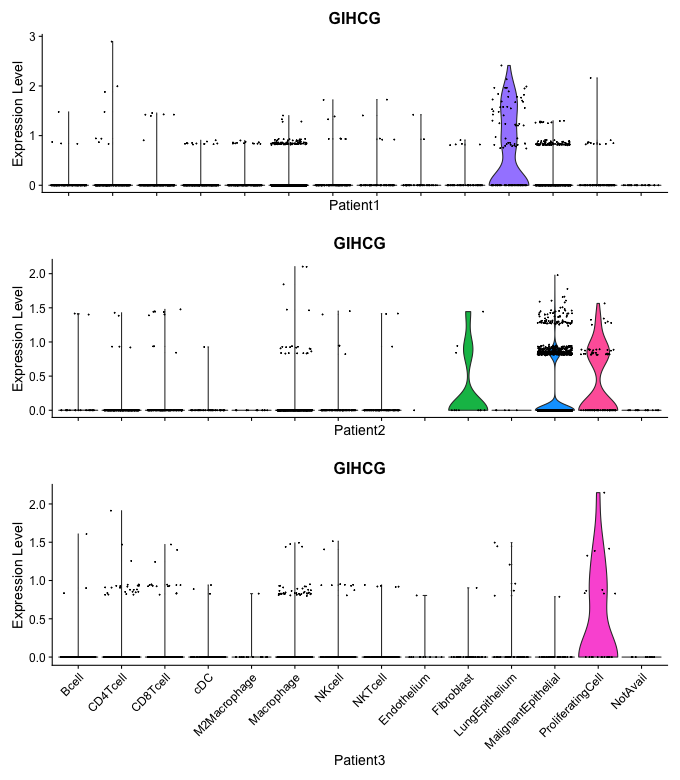 GIHCG
Expression Level
3
2
1
0
Patient1
GIHCG
Expression Level
2.0
1.5
1.0
0.5
0.0
Patient2
GIHCG
Expression Level
2.0
1.5
1.0
0.5
0.0
Bcell
CD4Tcell
CD8Tcell
cDC
M2Macrophage
Macrophage
NKcell
NKTcell
Endothelium
Fibroblast
LungEpithelium
MalignantEpithelial
ProliferatingCell
NotAvail
Patient3